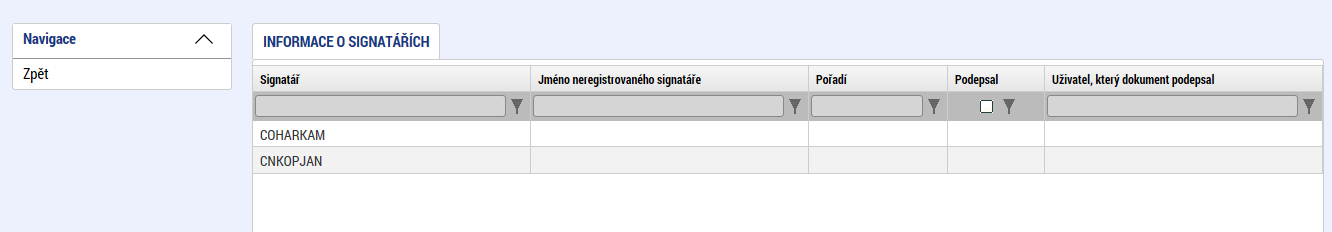 Navigace
Zpět
INFORMACE O SIGNATÁŘÍCH
Signatář Jméno neregistrovaného signatáře Pořadí Podepsal Uživatel, který dokument podepsal
COHARKAM
CNKOPJAN